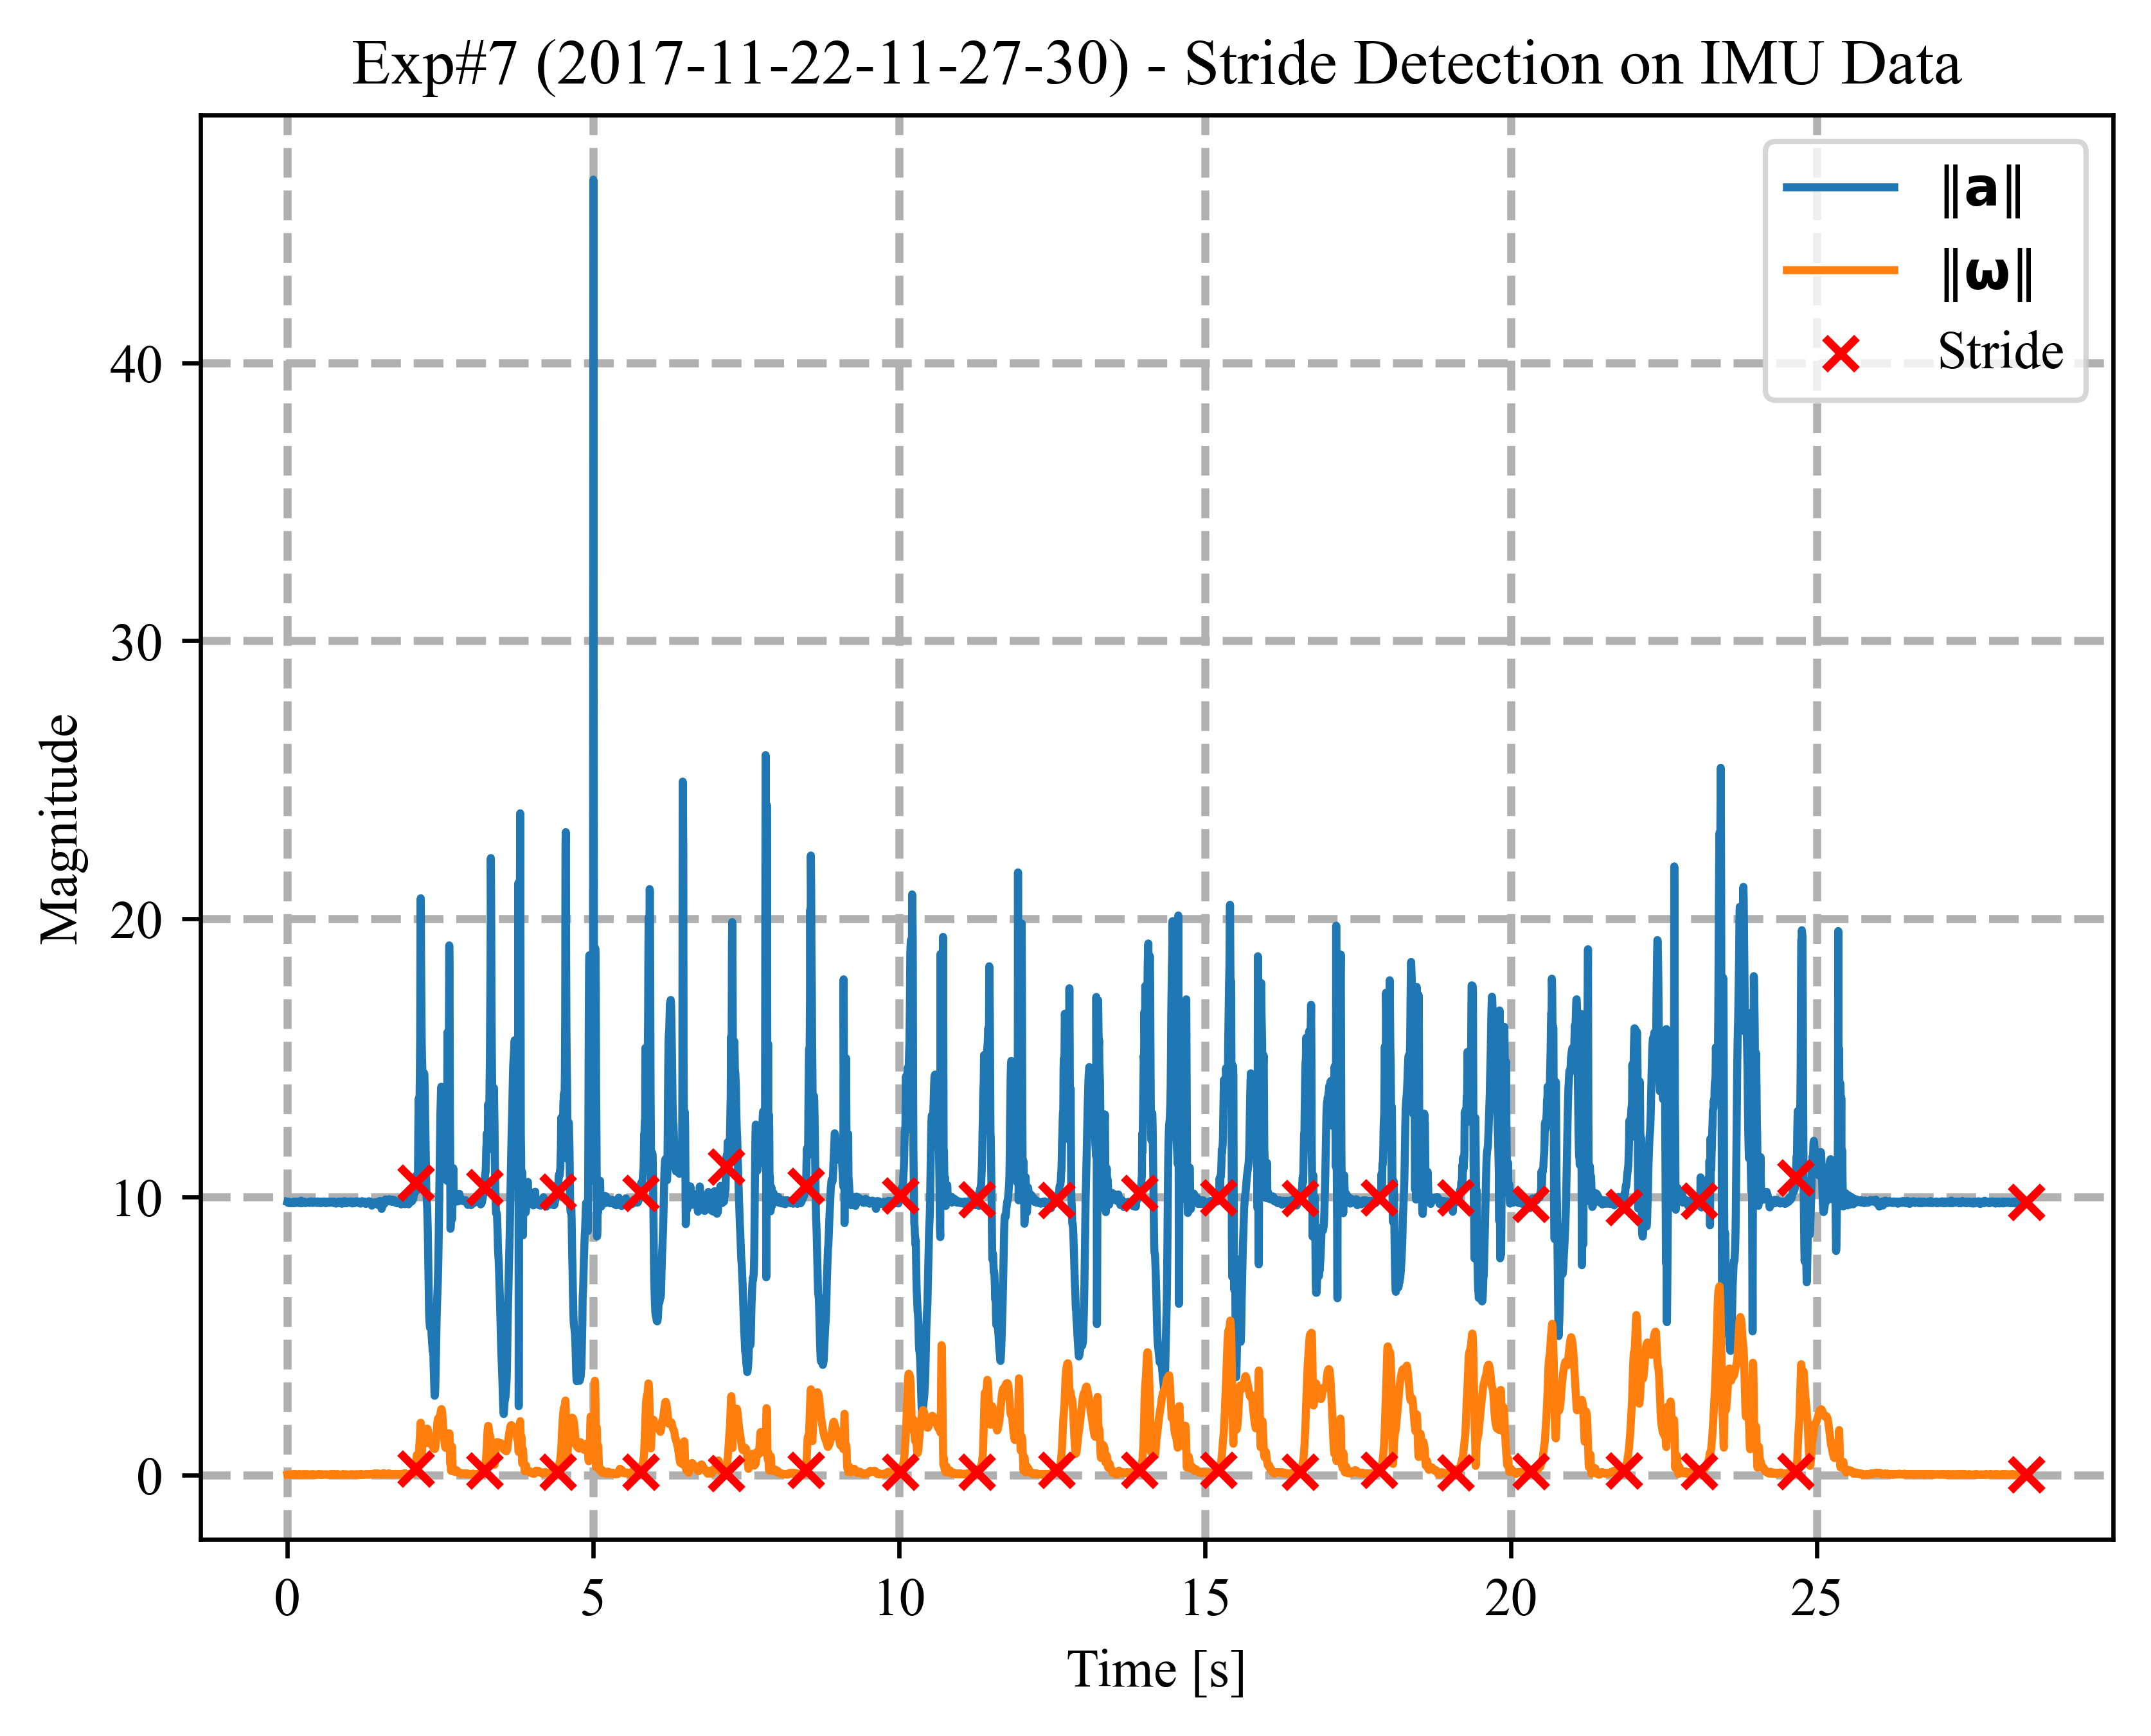 Exp#7 (2017-11-22-11-27-30) - Stride Detection on IMU Data
‖a‖
‖ω‖
Stride
Magnitude
40
30
20
10
0
0 5 10 15 20 25
Time [s]